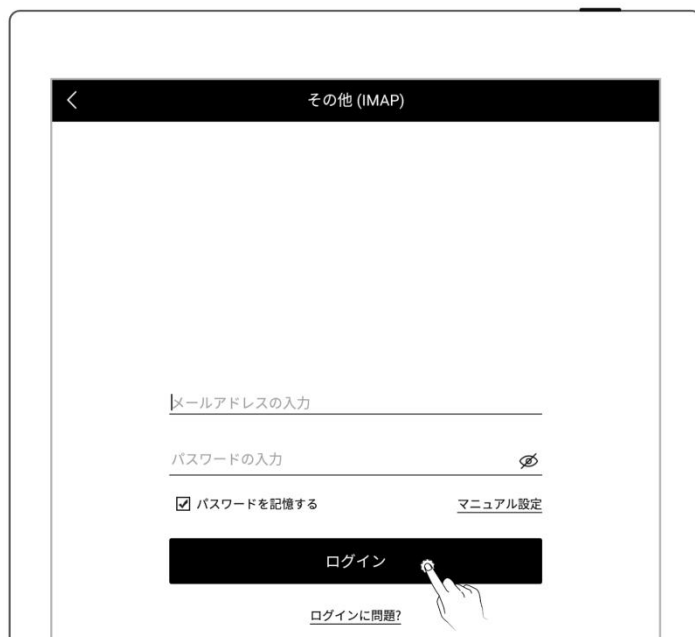 その他 (IMAP)
メールアドレスの入力
パスワードの入力
パスワードを記憶する マニュアル設定
ログイン
ログインに問題?